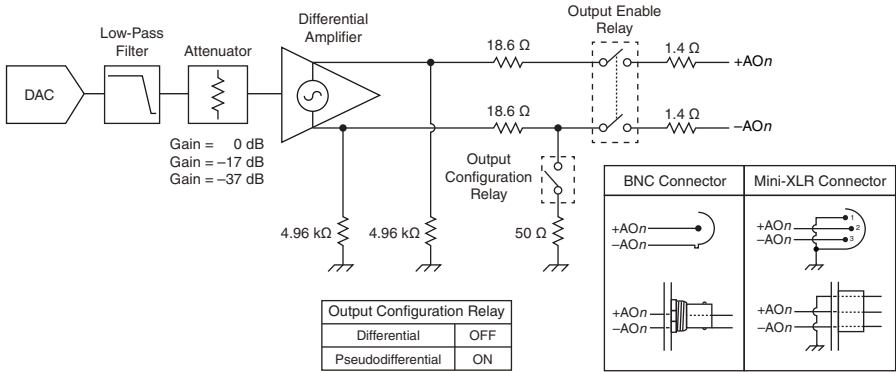 DAC
Low-Pass
Filter
Attenuator
Gain = 0 dB
Gain = –17 dB
Gain = –37 dB
Differential
Amplifier
18.6 Ω
18.6 Ω
Output Enable
Relay
1.4 Ω
+AOn
1.4 Ω
–AOn
Output
Configuration
Relay
4.96 kΩ
4.96 kΩ
50 Ω
Output Configuration Relay
Differential OFF
Pseudodifferential ON
BNC Connector
Mini-XLR Connector
+AOn
–AOn
+AOn
–AOn
1
2
3
+AOn
–AOn
+AOn
–AOn